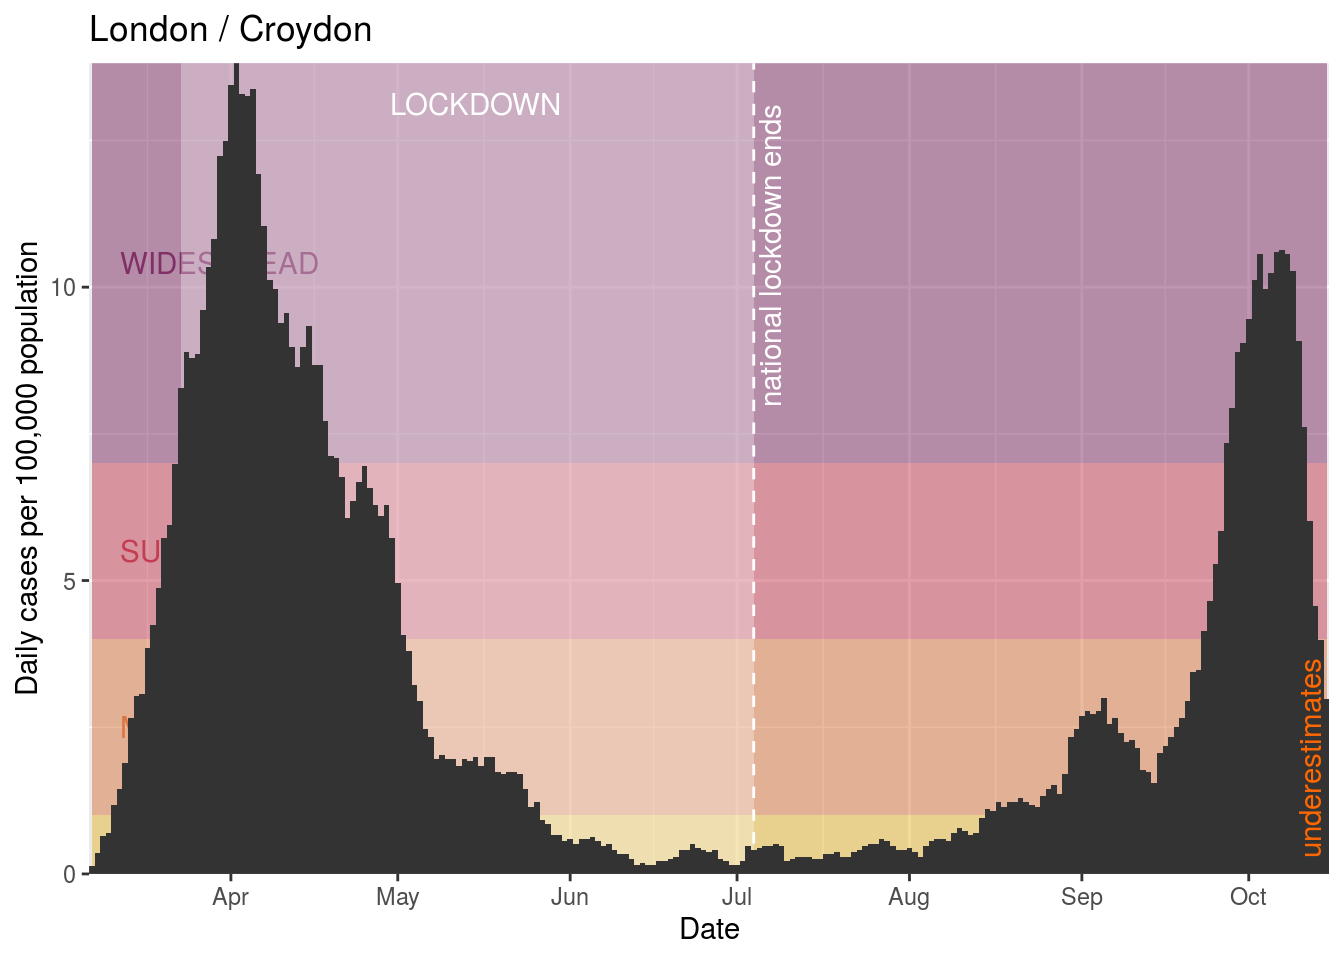 London / Croydon
LOCKDOWN
national lockdown ends
10
5
0
underestimates
Daily cases per 100,000 population
Apr
May
Jun
Jul
Aug
Sep
Oct
Date